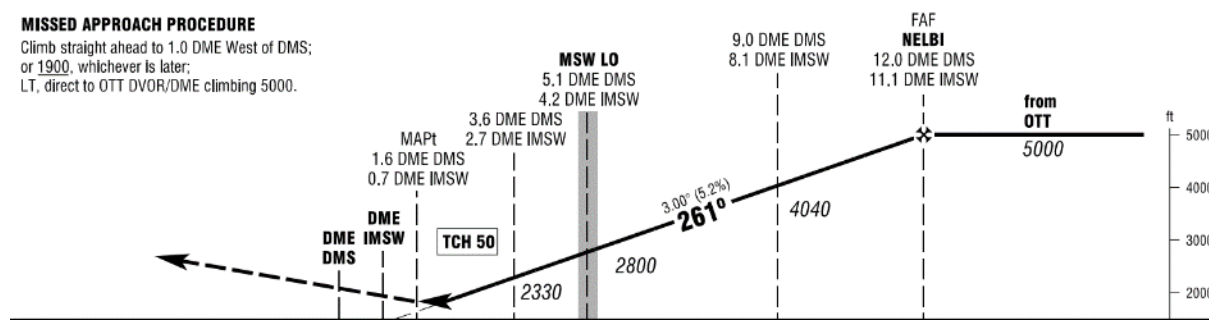 MISSED APPROACH PROCEDURE
Climb straight ahead to 1.0 DME West of DMS;
or 1900, whichever is later;
LT, direct to OTT DVOR/DME climbing 5000.
DME
DMS
DME
IMSW
MAPt
1.6 DME DMS
0.7 DME IMSW
TCH 50
3.6 DME DMS
2.7 DME IMSW
2330
MSW LO
5.1 DME DMS
4.2 DME IMSW
2800
3.00° (5.2%)
261°
9.0 DME DMS
8.1 DME IMSW
4040
FAF
NELBI
12.0 DME DMS
11.1 DME IMSW
from
OTT
5000
ft
5000
4000
3000
2000